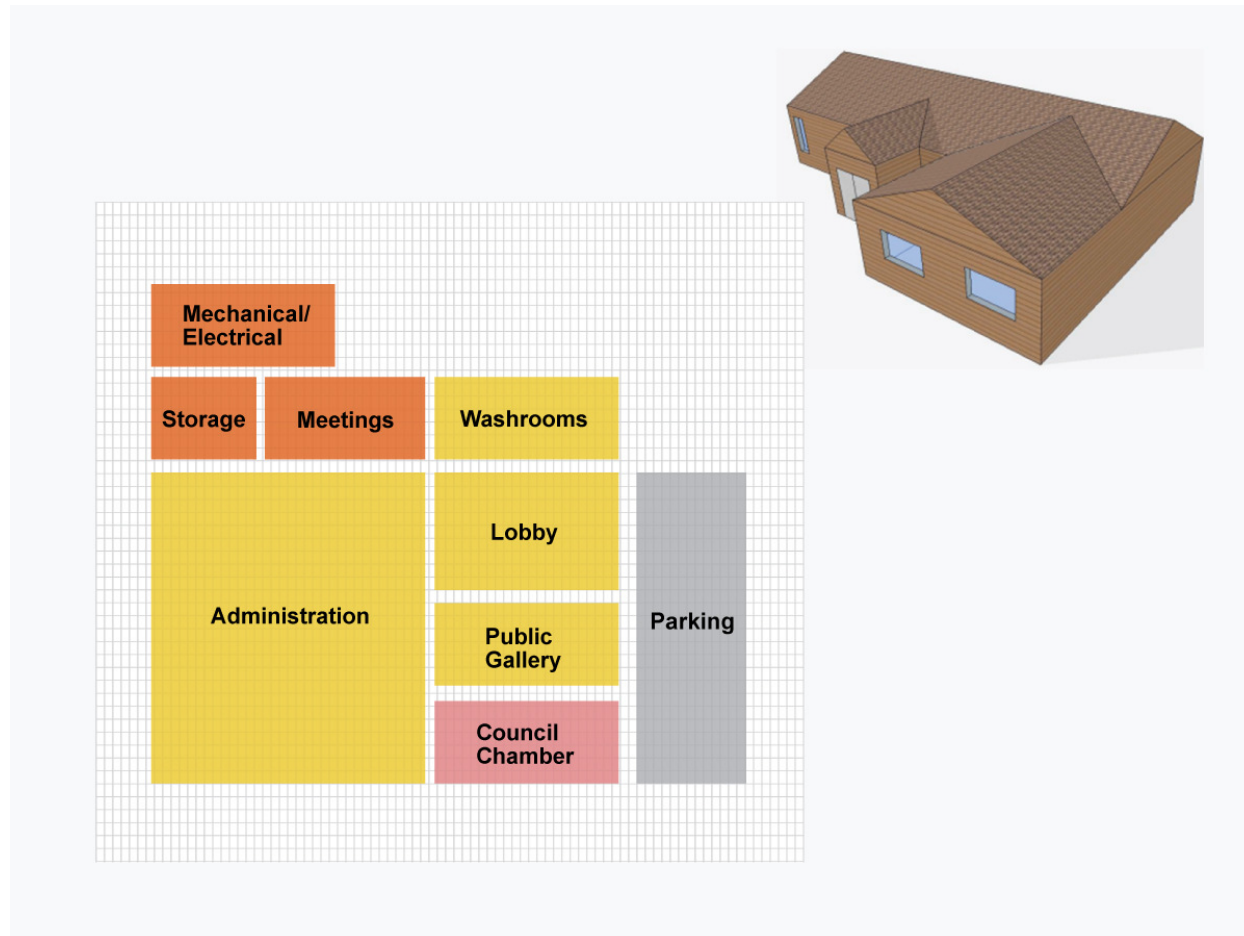 Mechanical/
Electrical
Storage
Meetings
Washrooms
Administration
Lobby
Public
Gallery
Council
Chamber
Parking